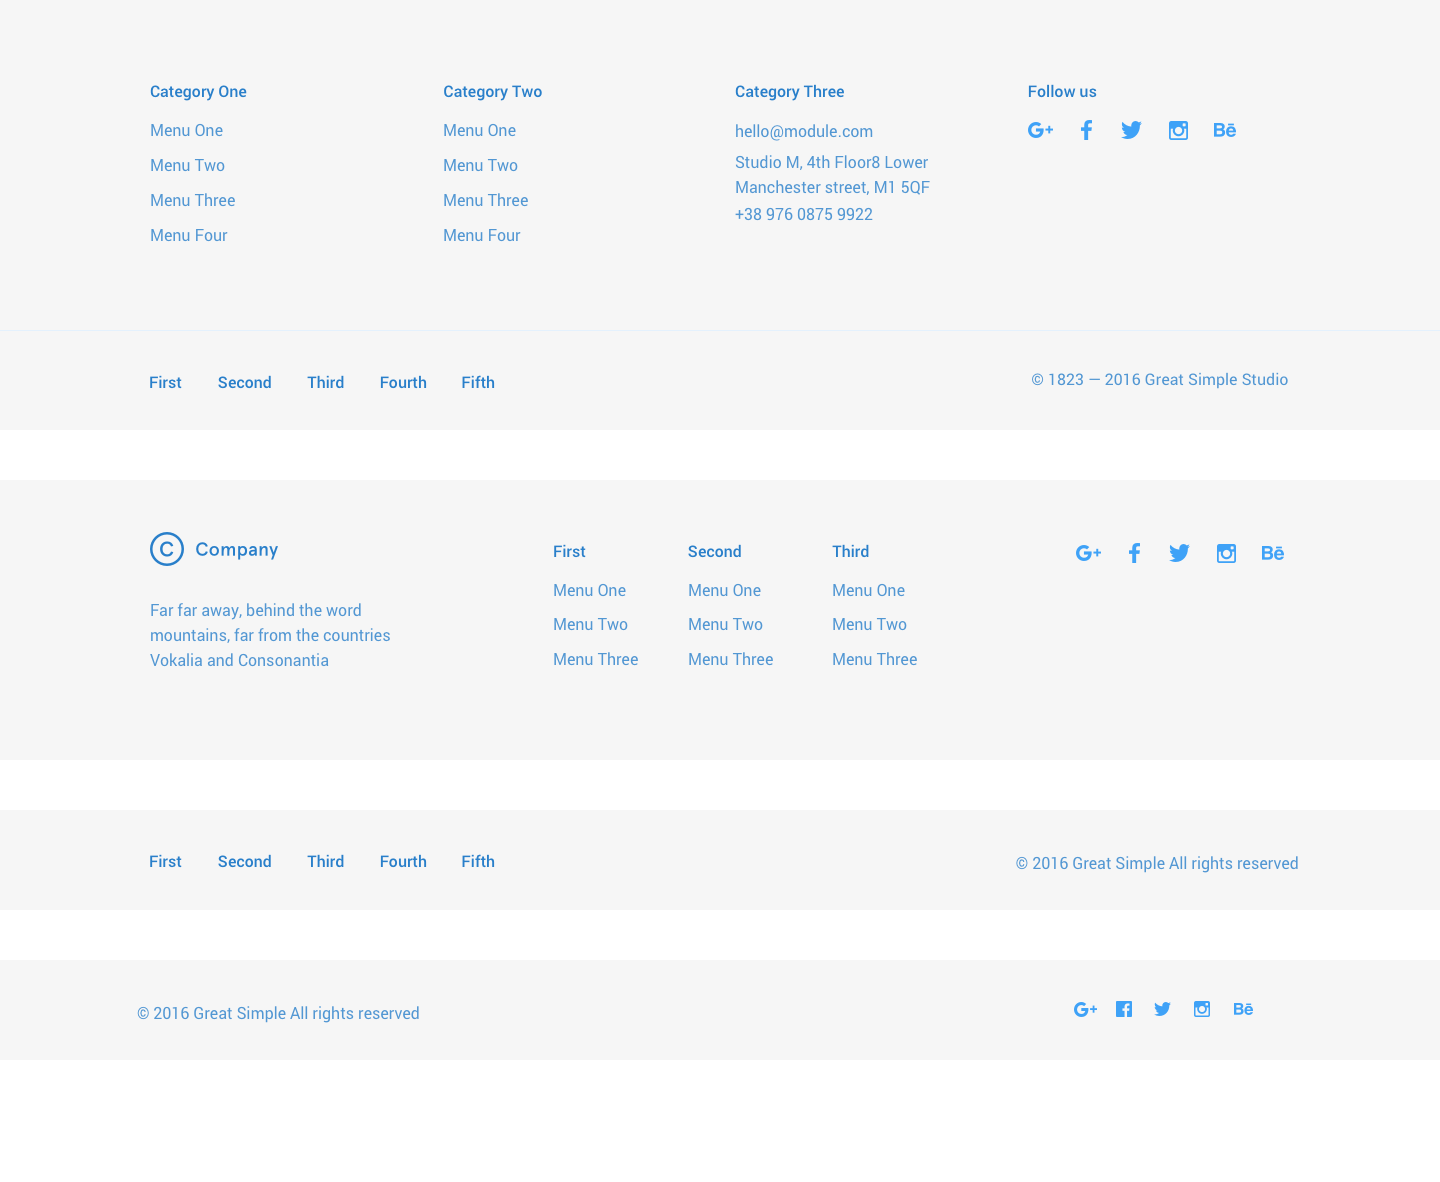 Category One
Menu One
Menu Two
Menu Three
Menu Four
Category Two
Menu One
Menu Two
Menu Three
Menu Four
Category Three
hello@module.com
Studio M, 4th Floor8 Lower
Manchester street, M1 5QF
+38 976 0875 9922
Follow us
G+ f Bē
First Second Third Fourth Fifth
© 1823 — 2016 Great Simple Studio
C Company
Far far away, behind the word
mountains, far from the countries
Vokalia and Consonantia
First
Menu One
Menu Two
Menu Three
Second
Menu One
Menu Two
Menu Three
Third
Menu One
Menu Two
Menu Three
G+ f Bē
First Second Third Fourth Fifth
© 2016 Great Simple All rights reserved
© 2016 Great Simple All rights reserved
G+ f Bē